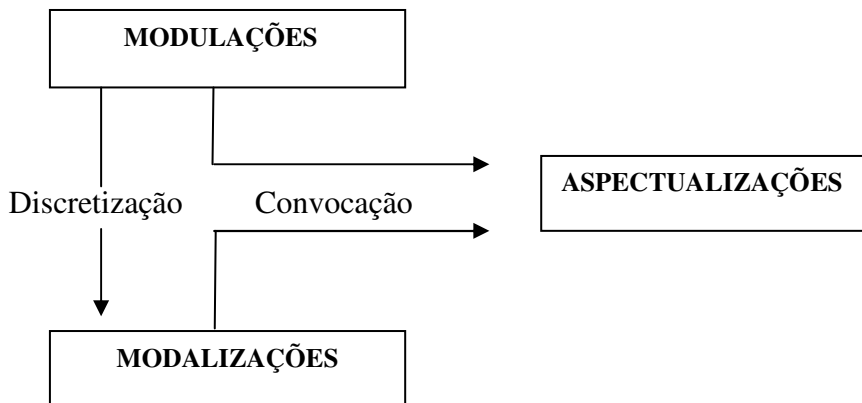 MODULAÇÕES
ASPECTUALIZAÇÕES
Discretização
Convocação
MODALIZAÇÕES